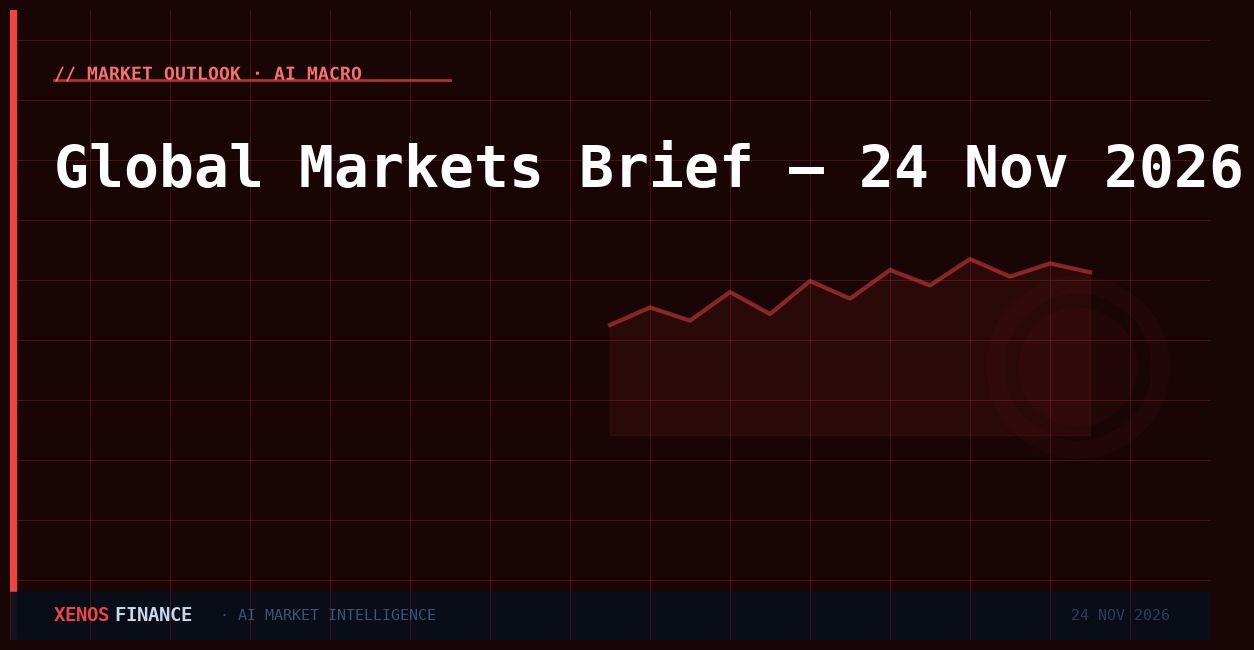 // MARKET OUTLOOK · AI MACRO
Global Markets Brief — 24 Nov 2026
XENOS FINANCE · AI MARKET INTELLIGENCE
24 NOV 2026